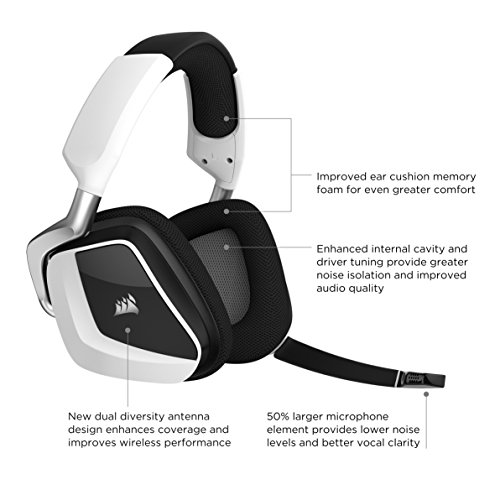 Improved ear cushion memory
foam for even greater comfort
Enhanced internal cavity and
driver tuning provide greater
noise isolation and improved
audio quality
New dual diversity antenna
design enhances coverage and
improves wireless performance
50% larger microphone
element provides lower noise
levels and better vocal clarity